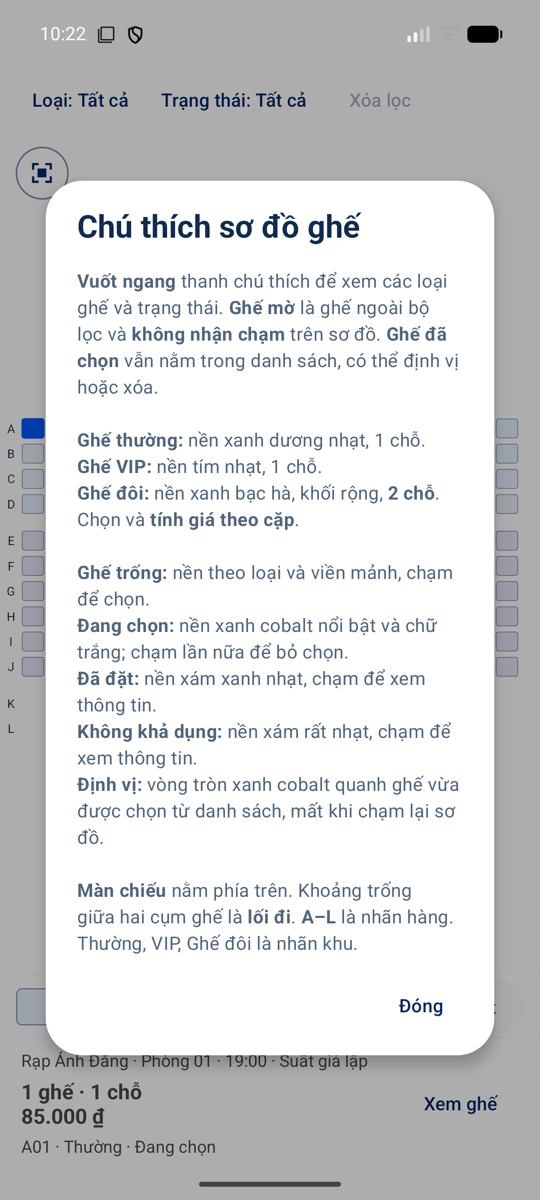 10:22
Loại: Tất cả Trạng thái: Tất cả Xóa lọc
Chú thích sơ đồ ghế
Vuốt ngang thanh chú thích để xem các loại
ghế và trạng thái. Ghế mờ là ghế ngoài bộ
lọc và không nhận chạm trên sơ đồ. Ghế đã
chọn vẫn nằm trong danh sách, có thể định vị
hoặc xóa.
Ghế thường: nền xanh dương nhạt, 1 chỗ.
Ghế VIP: nền tím nhạt, 1 chỗ.
Ghế đôi: nền xanh bạc hà, khối rộng, 2 chỗ.
Chọn và tính giá theo cặp.
Ghế trống: nền theo loại và viền mảnh, chạm
để chọn.
Đang chọn: nền xanh cobalt nổi bật và chữ
trắng; chạm lần nữa để bỏ chọn.
Đã đặt: nền xám xanh nhạt, chạm để xem
thông tin.
Không khả dụng: nền xám rất nhạt, chạm để
xem thông tin.
Định vị: vòng tròn xanh cobalt quanh ghế vừa
được chọn từ danh sách, mất khi chạm lại sơ
đồ.
Màn chiếu nằm phía trên. Khoảng trống
giữa hai cụm ghế là lối đi. A–L là nhãn hàng.
Thường, VIP, Ghế đôi là nhãn khu.
Đóng
A
B
C
D
E
F
G
H
I
J
K
L
Rạp Ánh Đăng · Phòng 01 · 19:00 · Suất giả lập
1 ghế · 1 chỗ
85.000 ₫
Xem ghế
A01 · Thường · Đang chọn